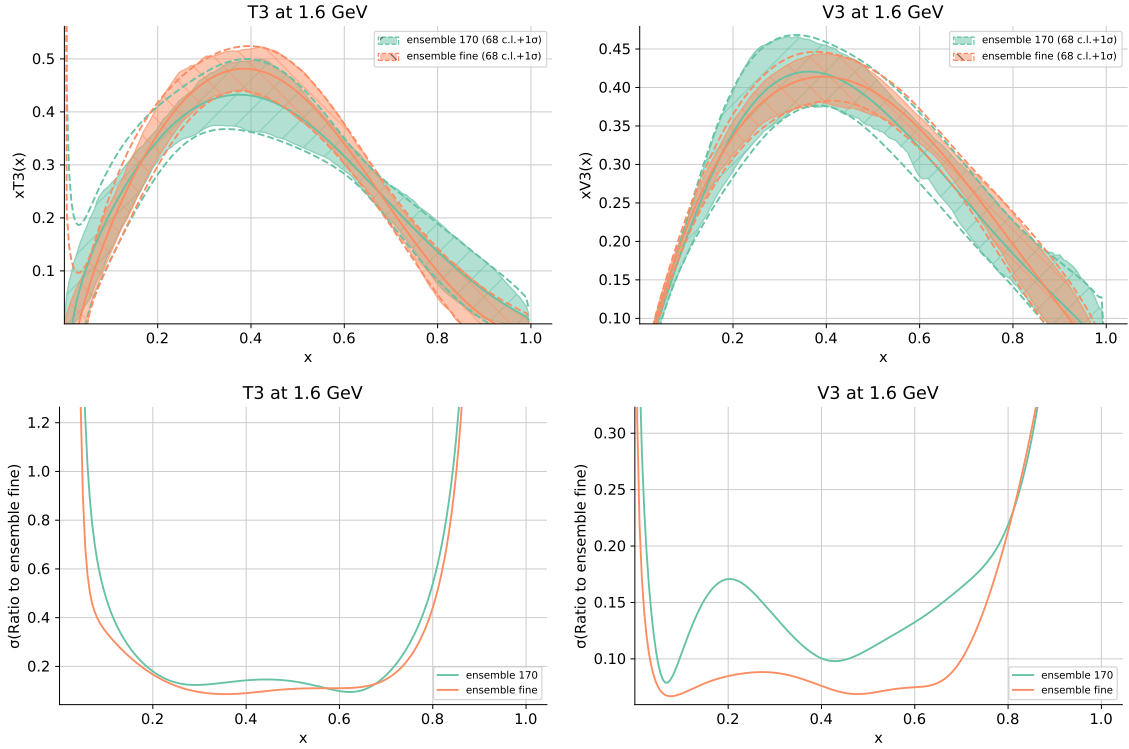 T3 at 1.6 GeV
xT3(x)
0.5
0.4
0.3
0.2
0.1
ensemble 170 (68 c.l.+1σ)
ensemble fine (68 c.l.+1σ)
0.2 0.4 0.6 0.8 1.0
x
V3 at 1.6 GeV
xV3(x)
0.45
0.40
0.35
0.30
0.25
0.20
0.15
0.10
ensemble 170 (68 c.l.+1σ)
ensemble fine (68 c.l.+1σ)
0.2 0.4 0.6 0.8 1.0
x
T3 at 1.6 GeV
σ(Ratio to ensemble fine)
1.2
1.0
0.8
0.6
0.4
0.2
ensemble 170
ensemble fine
0.2 0.4 0.6 0.8 1.0
x
V3 at 1.6 GeV
σ(Ratio to ensemble fine)
0.30
0.25
0.20
0.15
0.10
ensemble 170
ensemble fine
0.2 0.4 0.6 0.8 1.0
x